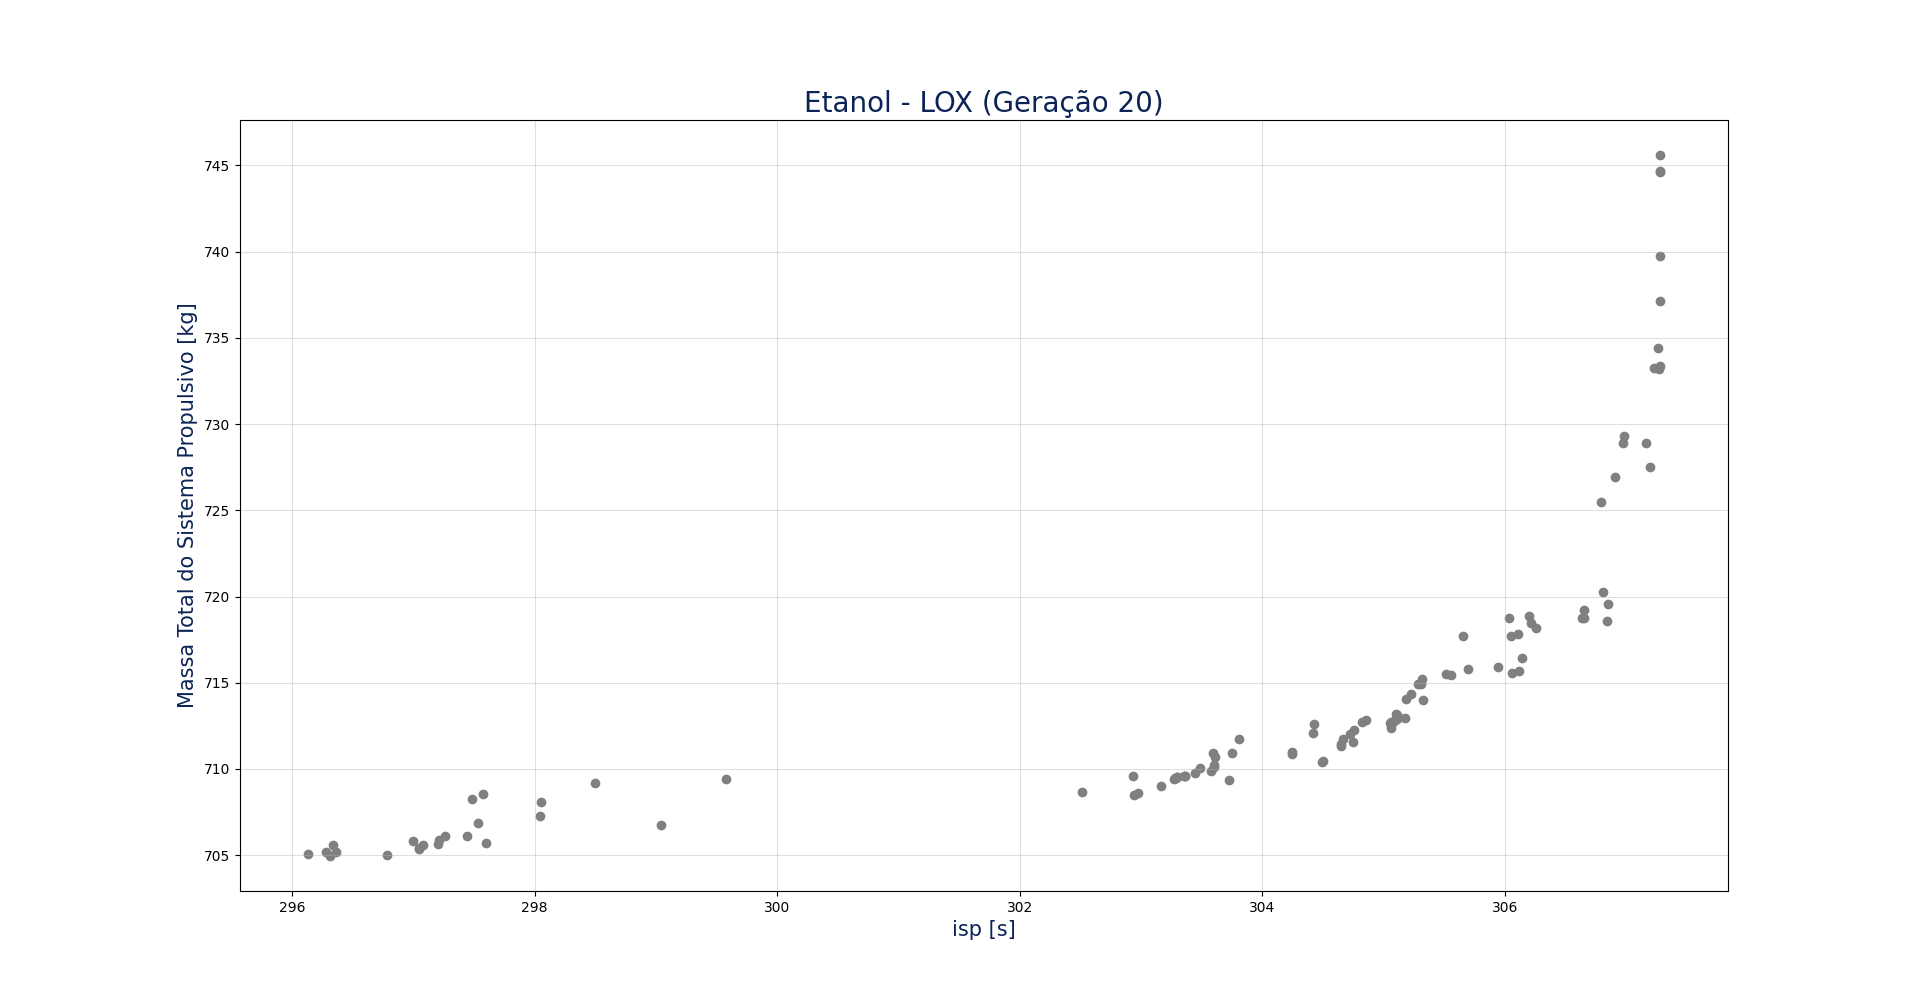 Etanol - LOX (Geração 20)
Massa Total do Sistema Propulsivo [kg]
745
740
735
730
725
720
715
710
705
296 298 300 302 304 306
isp [s]